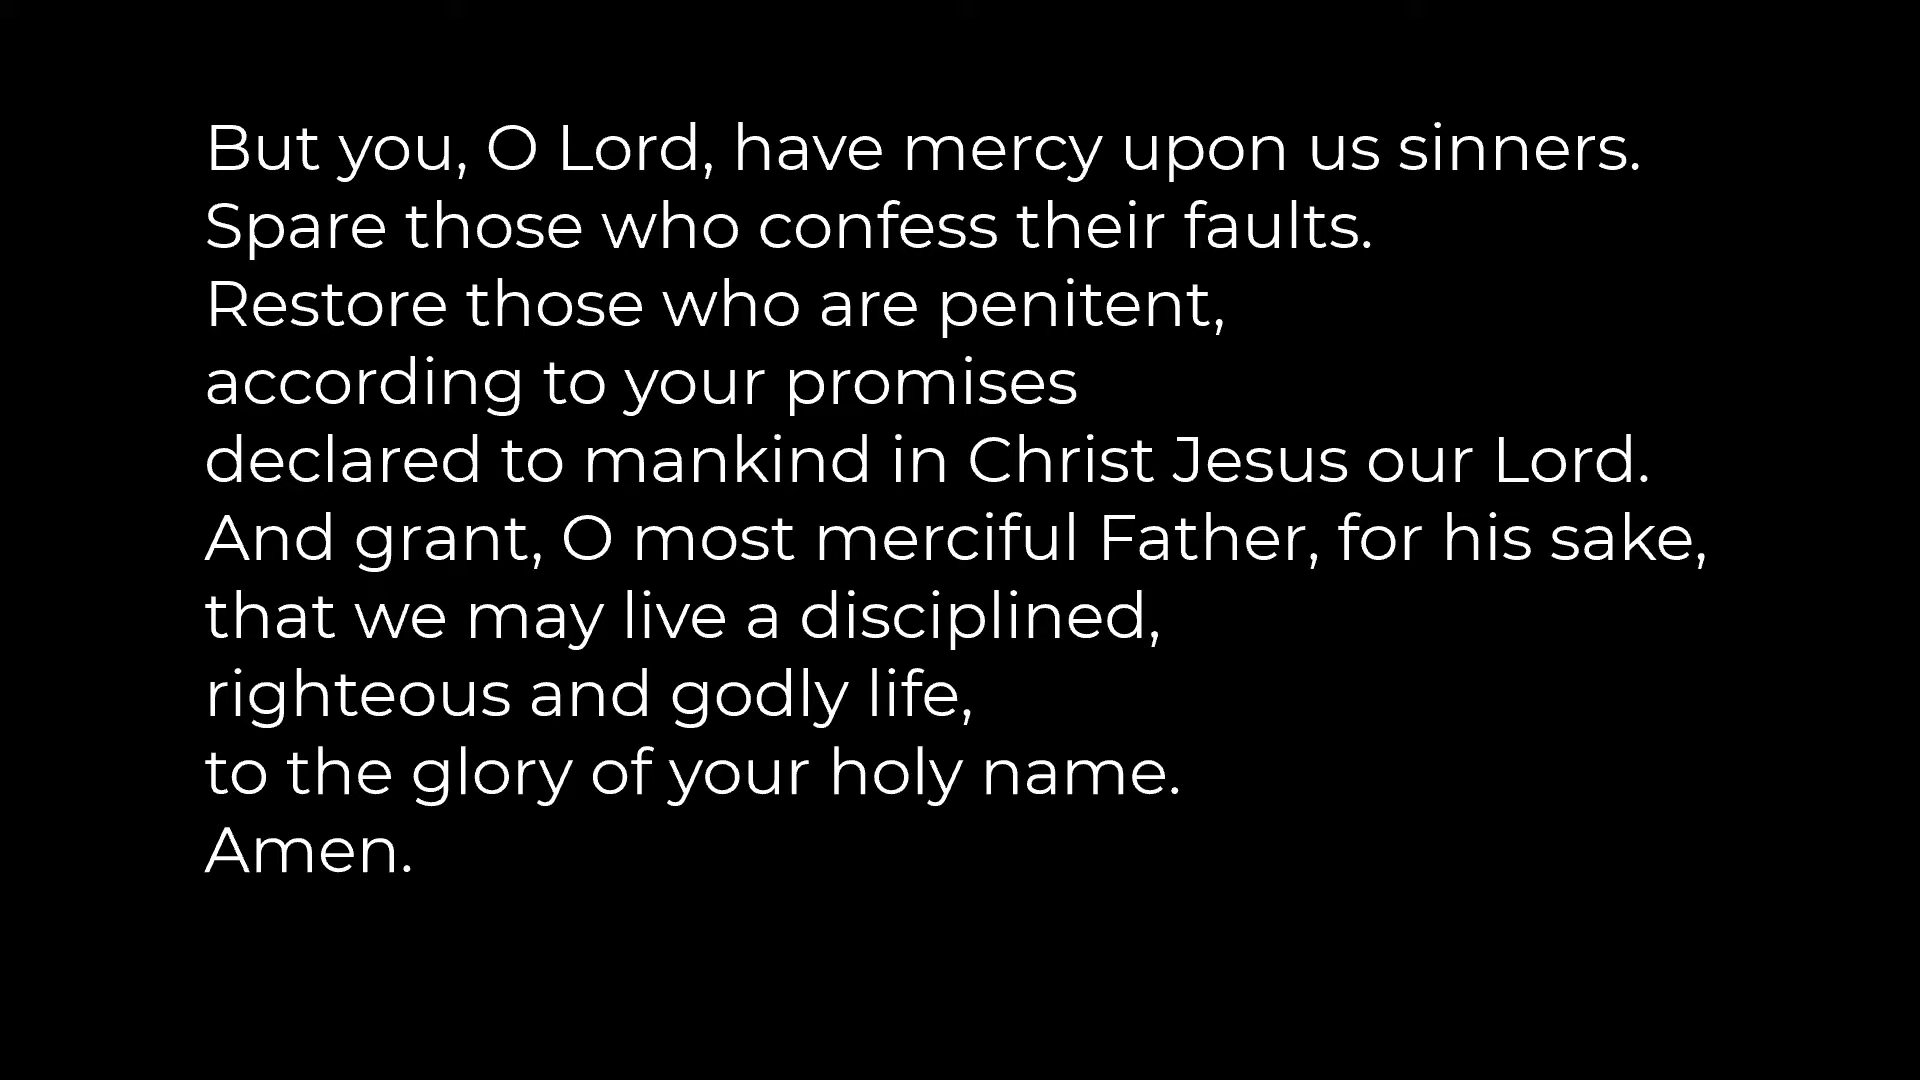 But you, O Lord, have mercy upon us sinners.
Spare those who confess their faults.
Restore those who are penitent,
according to your promises
declared to mankind in Christ Jesus our Lord.
And grant, O most merciful Father, for his sake,
that we may live a disciplined,
righteous and godly life,
to the glory of your holy name.
Amen.